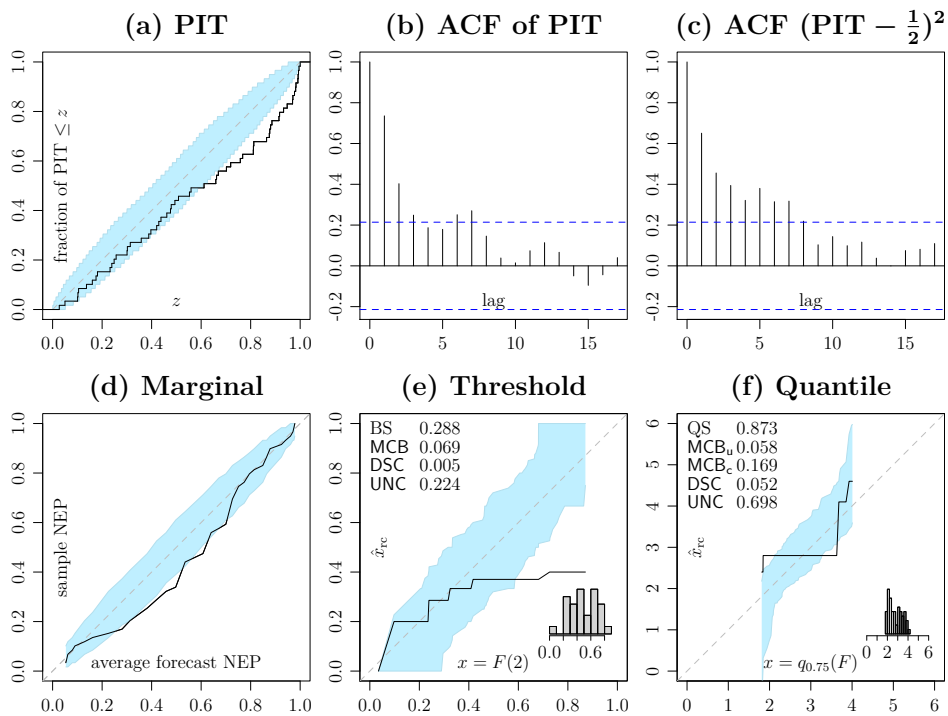 (a) PIT
(b) ACF of PIT
(c) ACF (PIT − 1/2)²
fraction of PIT ≤ z
0.0 0.2 0.4 0.6 0.8 1.0
z
0.0 0.2 0.4 0.6 0.8 1.0
-0.2 0.0 0.2 0.4 0.6 0.8 1.0
lag
0 5 10 15
-0.2 0.0 0.2 0.4 0.6 0.8 1.0
lag
0 5 10 15
(d) Marginal
(e) Threshold
(f) Quantile
sample NEP
0.0 0.2 0.4 0.6 0.8 1.0
average forecast NEP
0.0 0.2 0.4 0.6 0.8 1.0
BS 0.288
MCB 0.069
DSC 0.005
UNC 0.224
x̂rc
0.0 0.2 0.4 0.6 0.8 1.0
0.0 0.6
x = F(2)
0.0 0.2 0.4 0.6 0.8 1.0
QS 0.873
MCBu 0.058
MCBc 0.169
DSC 0.052
UNC 0.698
x̂rc
0 1 2 3 4 5 6
0 2 4 6
x = q0.75(F)
0 1 2 3 4 5 6